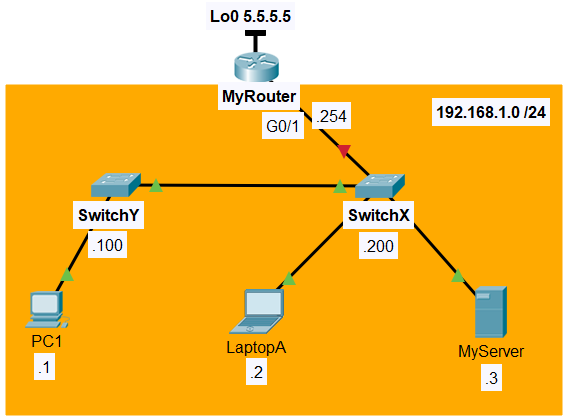 Lo0 5.5.5.5
MyRouter
192.168.1.0 /24
G0/1
.254
SwitchY
SwitchX
.100
.200
PC1
LaptopA
MyServer
.1
.2
.3